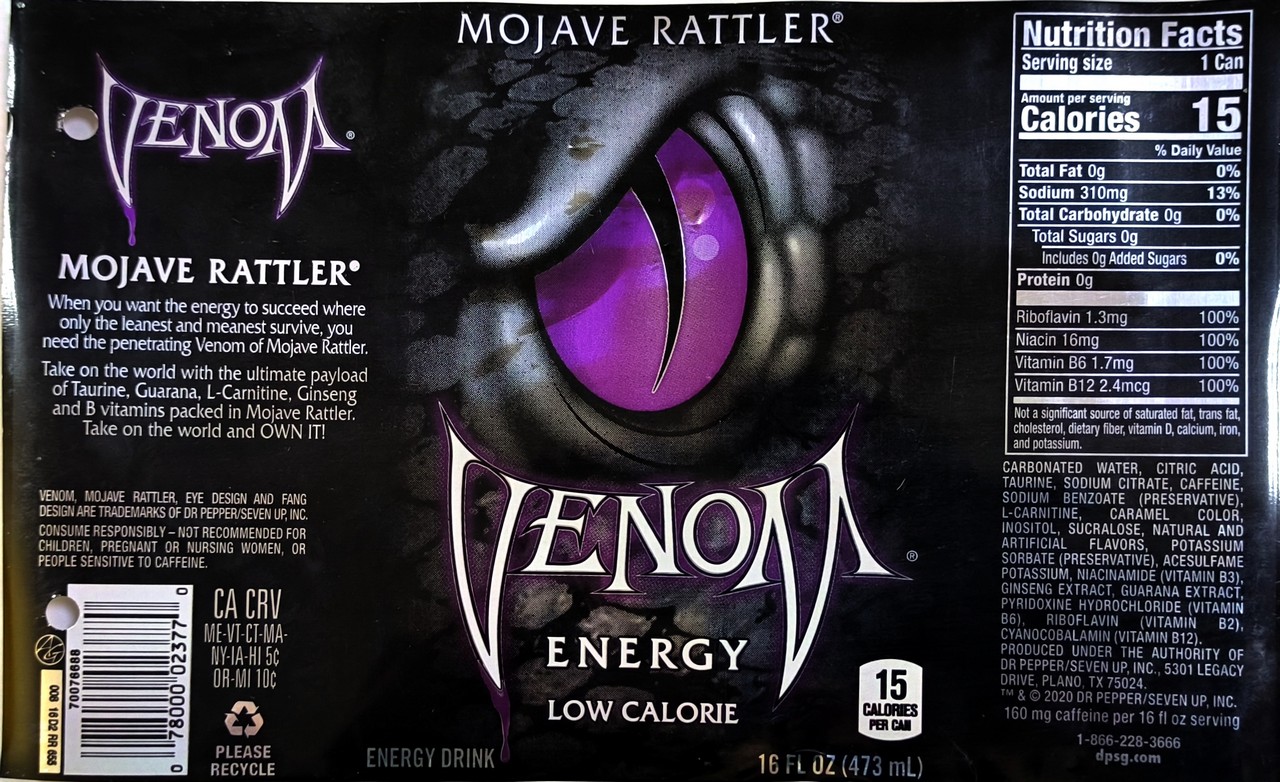 VENOM®
MOJAVE RATTLER®
When you want the energy to succeed where
only the leanest and meanest survive, you
need the penetrating Venom of Mojave Rattler.
Take on the world with the ultimate payload
of Taurine, Guarana, L-Carnitine, Ginseng
and B vitamins packed in Mojave Rattler.
Take on the world and OWN IT!
VENOM, MOJAVE RATTLER, EYE DESIGN AND FANG
DESIGN ARE TRADEMARKS OF DR PEPPER/SEVEN UP, INC.
CONSUME RESPONSIBLY – NOT RECOMMENDED FOR
CHILDREN, PREGNANT OR NURSING WOMEN, OR
PEOPLE SENSITIVE TO CAFFEINE.
70076688
0 78000 02377 0
CA CRV
ME-VT-CT-MA-
NY-IA-HI 5¢
OR-MI 10¢
PLEASE
RECYCLE
MOJAVE RATTLER®
VENOM®
ENERGY
LOW CALORIE
15
CALORIES
PER CAN
ENERGY DRINK
16 FL OZ (473 mL)
Nutrition Facts
Serving size 1 Can
Amount per serving
Calories 15
% Daily Value
Total Fat 0g 0%
Sodium 310mg 13%
Total Carbohydrate 0g 0%
Total Sugars 0g
Includes 0g Added Sugars 0%
Protein 0g
Riboflavin 1.3mg 100%
Niacin 16mg 100%
Vitamin B6 1.7mg 100%
Vitamin B12 2.4mcg 100%
Not a significant source of saturated fat, trans fat,
cholesterol, dietary fiber, vitamin D, calcium, iron,
and potassium.
CARBONATED WATER, CITRIC ACID,
TAURINE, SODIUM CITRATE, CAFFEINE,
SODIUM BENZOATE (PRESERVATIVE),
L-CARNITINE, CARAMEL COLOR,
INOSITOL, SUCRALOSE, NATURAL AND
ARTIFICIAL FLAVORS, POTASSIUM
SORBATE (PRESERVATIVE), ACESULFAME
POTASSIUM, NIACINAMIDE (VITAMIN B3),
GINSENG EXTRACT, GUARANA EXTRACT,
PYRIDOXINE HYDROCHLORIDE (VITAMIN
B6), RIBOFLAVIN (VITAMIN B2),
CYANOCOBALAMIN (VITAMIN B12).
PRODUCED UNDER THE AUTHORITY OF
DR PEPPER/SEVEN UP, INC., 5301 LEGACY
DRIVE, PLANO, TX 75024.
™ & © 2020 DR PEPPER/SEVEN UP, INC.
160 mg caffeine per 16 fl oz serving
1-866-228-3666
dpsg.com